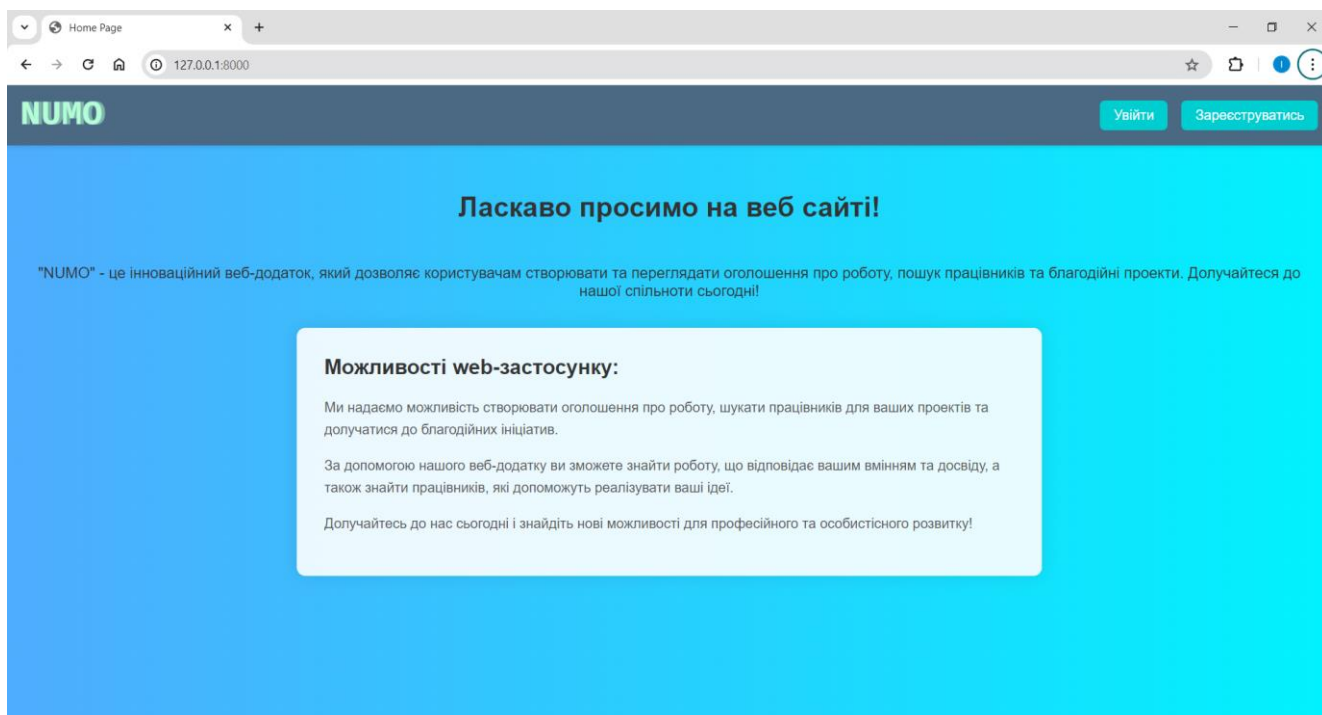 Home Page
127.0.0.1:8000
NUMO
Увійти
Зареєструватись
Ласкаво просимо на веб сайті!
"NUMO" - це інноваційний веб-додаток, який дозволяє користувачам створювати та переглядати оголошення про роботу, пошук працівників та благодійні проекти. Долучайтеся до
нашої спільноти сьогодні!
Можливості web-застосунку:
Ми надаємо можливість створювати оголошення про роботу, шукати працівників для ваших проектів та
долучатися до благодійних ініціатив.
За допомогою нашого веб-додатку ви зможете знайти роботу, що відповідає вашим вмінням та досвіду, а
також знайти працівників, які допоможуть реалізувати ваші ідеї.
Долучайтесь до нас сьогодні і знайдіть нові можливості для професійного та особистісного розвитку!